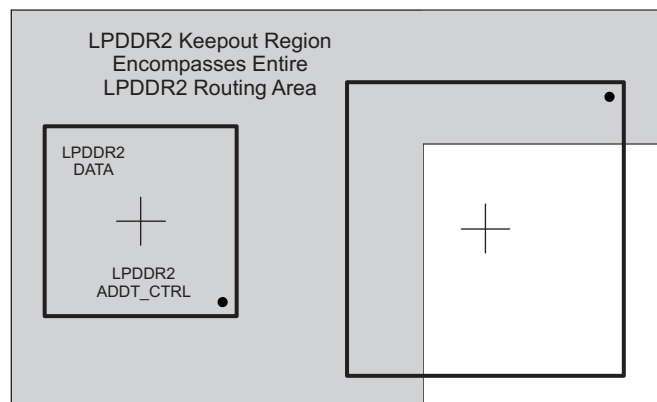 LPDDR2 Keepout Region
Encompasses Entire
LPDDR2 Routing Area
LPDDR2
DATA
LPDDR2
ADDT_CTRL